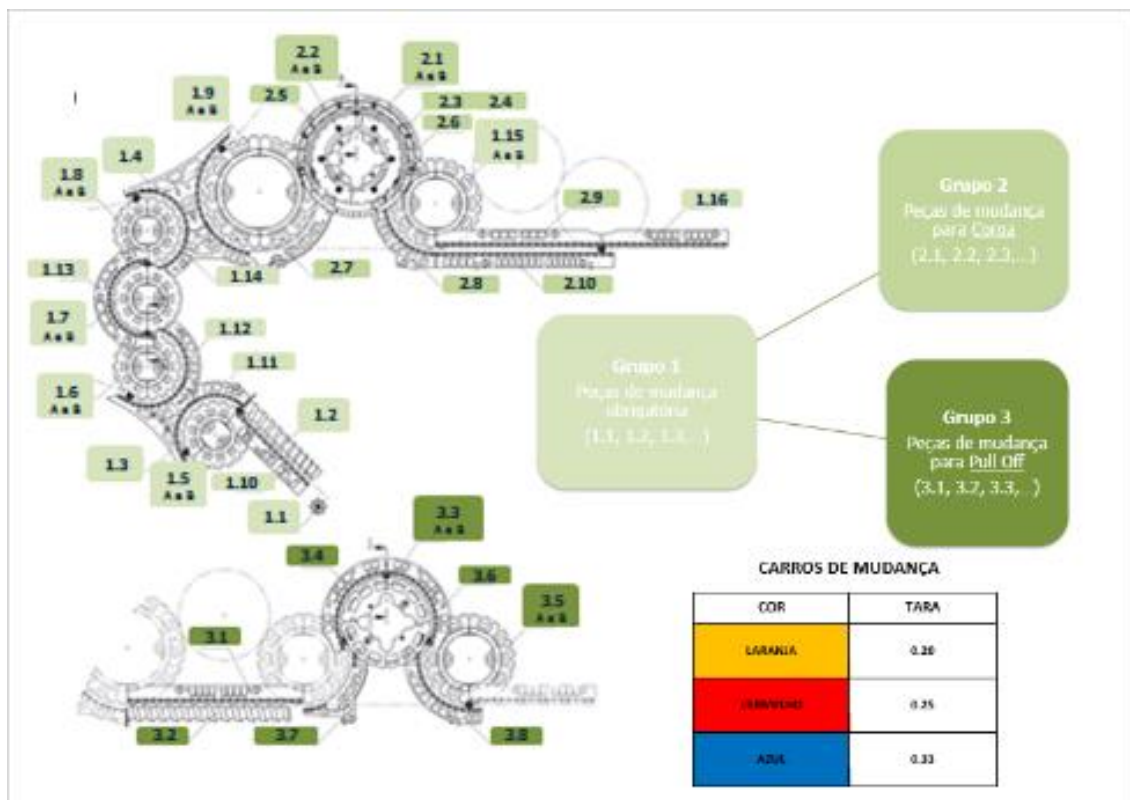 2.2
A e B
2.1
A e B
1.9
A e B
2.5
2.3
2.4
2.6
1.15
A e B
1.4
1.8
A e B
2.9
1.16
1.13
1.14
2.7
2.8
2.10
1.7
A e B
1.12
1.11
1.6
A e B
1.2
1.3
1.5
A e B
1.10
1.1
Grupo 2
Peças de mudança
para Coroa
(2.1, 2.2, 2.3,...)
Grupo 1
Peças de mudança
obrigatória
(1.1, 1.2, 1.3,...)
Grupo 3
Peças de mudança
para Pull Off
(3.1, 3.2, 3.3,...)
3.3
A e B
3.4
3.6
3.5
A e B
3.1
3.2
3.7
3.8
CARROS DE MUDANÇA
COR TARA
LARANJA 0.20
VERMELHO 0.25
AZUL 0.33